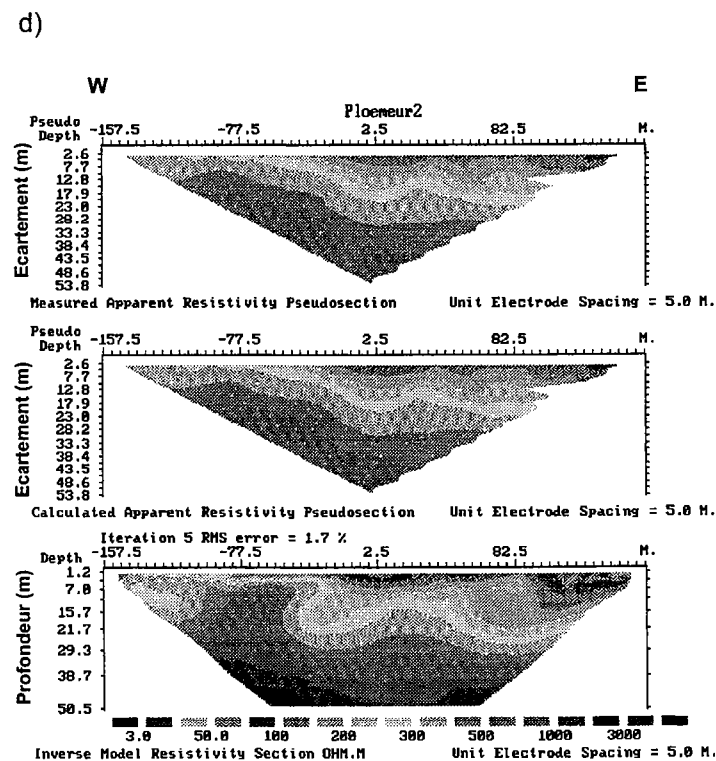 d)
W E
Ploemeur2
Pseudo
Depth -157.5 -77.5 2.5 82.5 M.
Ecartement (m)
2.6
7.7
12.8
17.9
23.0
28.2
33.3
38.4
43.5
48.6
53.8
Measured Apparent Resistivity Pseudosection Unit Electrode Spacing = 5.0 M.
Pseudo
Depth -157.5 -77.5 2.5 82.5 M.
Ecartement (m)
2.6
7.7
12.8
17.9
23.0
28.2
33.3
38.4
43.5
48.6
53.8
Calculated Apparent Resistivity Pseudosection Unit Electrode Spacing = 5.0 M.
Iteration 5 RMS error = 1.7 %
Depth -157.5 -77.5 2.5 82.5 M.
Profondeur (m)
1.2
7.0
15.7
21.7
29.3
38.7
50.5
3.0 50.0 100 200 300 500 1000 3000
Inverse Model Resistivity Section OHM.M Unit Electrode Spacing = 5.0 M.